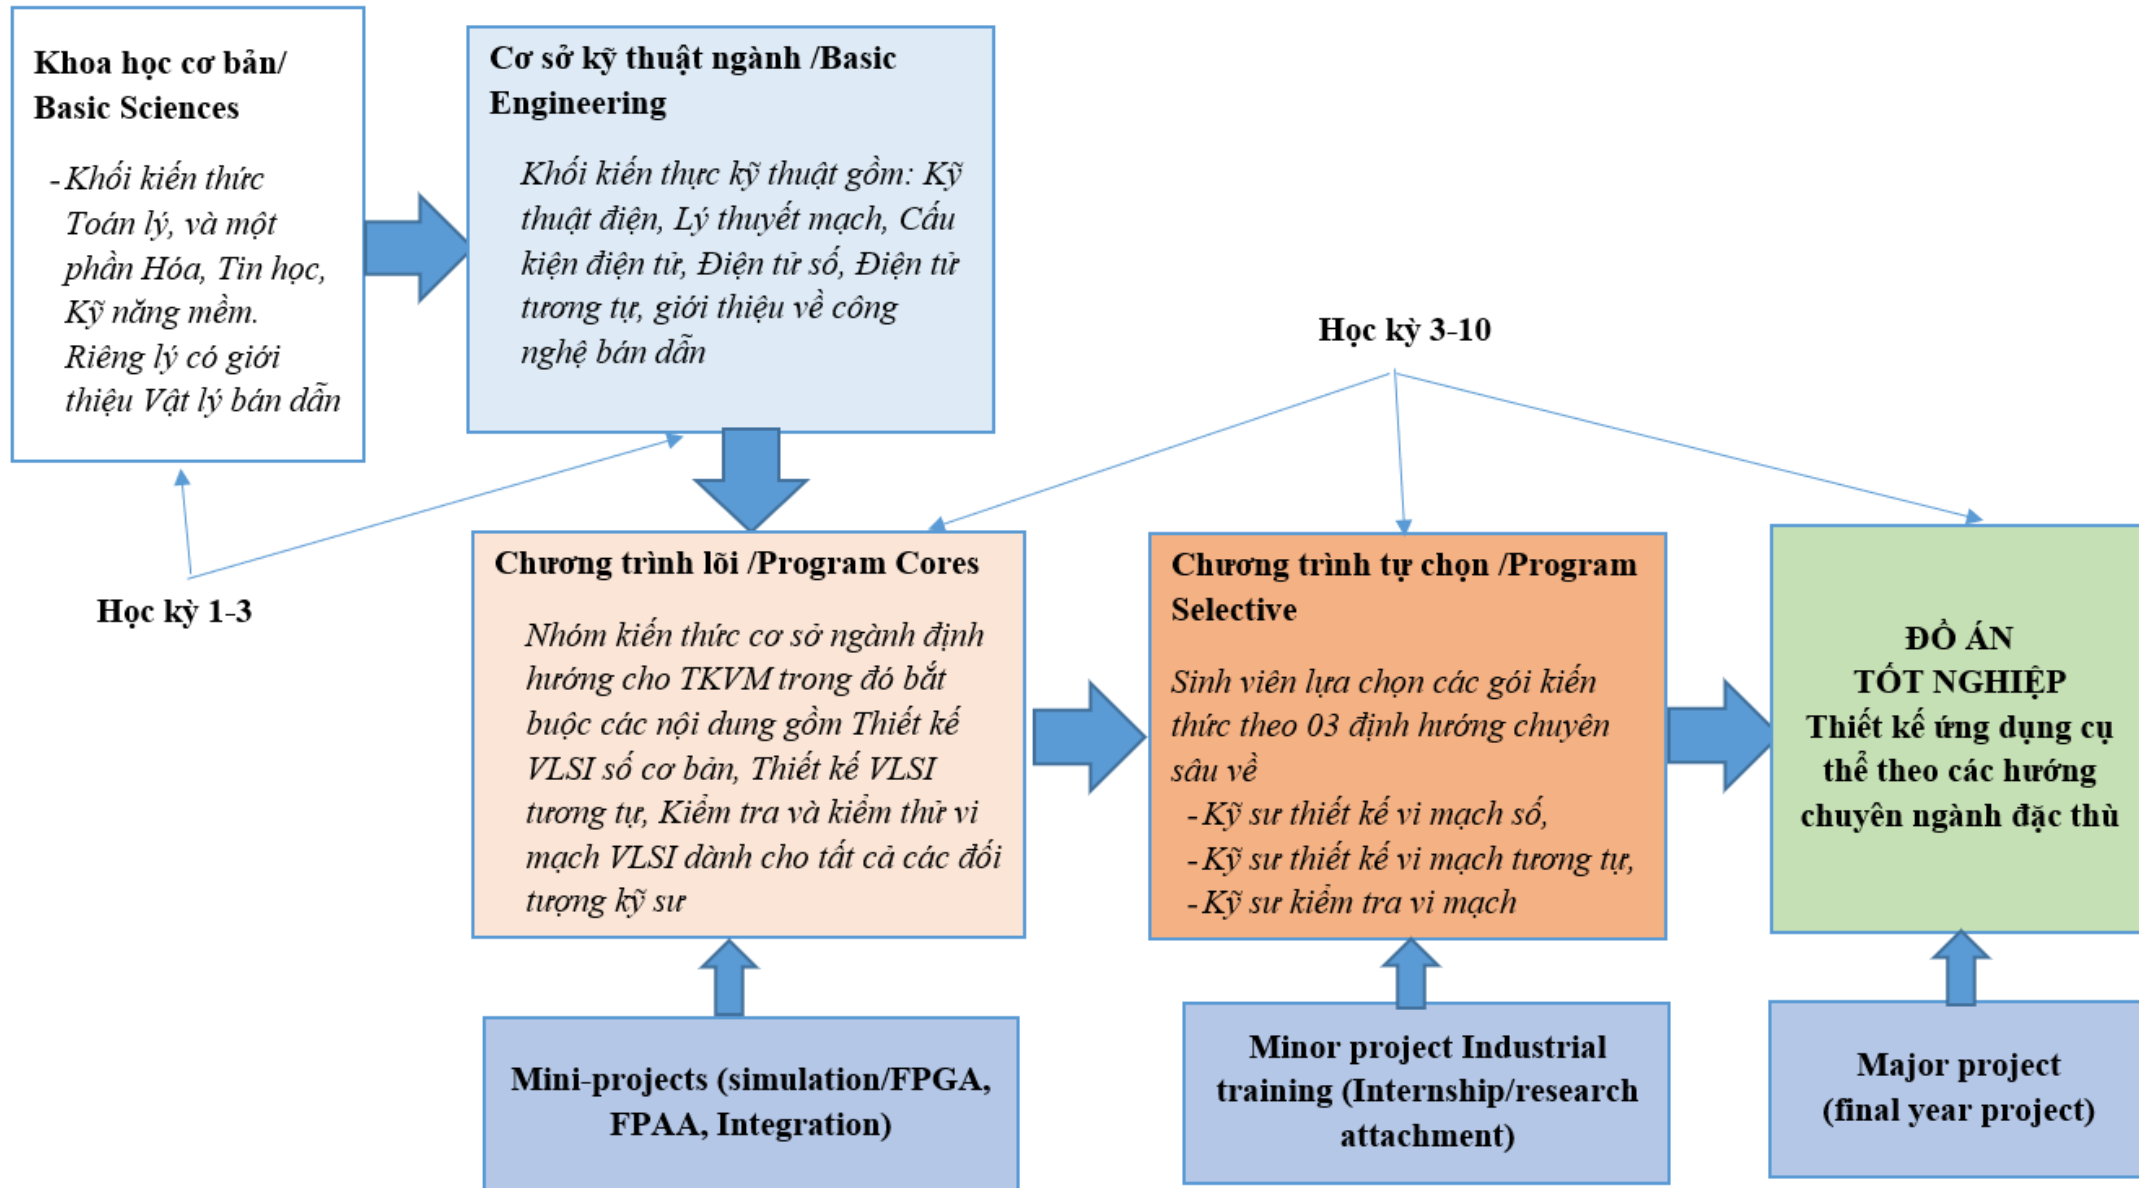 Khoa học cơ bản/
Basic Sciences
- Khối kiến thức
Toán lý, và một
phần Hóa, Tin học,
Kỹ năng mềm.
Riêng lý có giới
thiệu Vật lý bán dẫn
Cơ sở kỹ thuật ngành /Basic
Engineering
Khối kiến thực kỹ thuật gồm: Kỹ
thuật điện, Lý thuyết mạch, Cấu
kiện điện tử, Điện tử số, Điện tử
tương tự, giới thiệu về công
nghệ bán dẫn
Học kỳ 3-10
Học kỳ 1-3
Chương trình lõi /Program Cores
Nhóm kiến thức cơ sở ngành định
hướng cho TKVM trong đó bắt
buộc các nội dung gồm Thiết kế
VLSI số cơ bản, Thiết kế VLSI
tương tự, Kiểm tra và kiểm thử vi
mạch VLSI dành cho tất cả các đối
tượng kỹ sư
Chương trình tự chọn /Program
Selective
Sinh viên lựa chọn các gói kiến
thức theo 03 định hướng chuyên
sâu về
- Kỹ sư thiết kế vi mạch số,
- Kỹ sư thiết kế vi mạch tương tự,
- Kỹ sư kiểm tra vi mạch
ĐỒ ÁN
TỐT NGHIỆP
Thiết kế ứng dụng cụ
thể theo các hướng
chuyên ngành đặc thù
Mini-projects (simulation/FPGA,
FPAA, Integration)
Minor project Industrial
training (Internship/research
attachment)
Major project
(final year project)